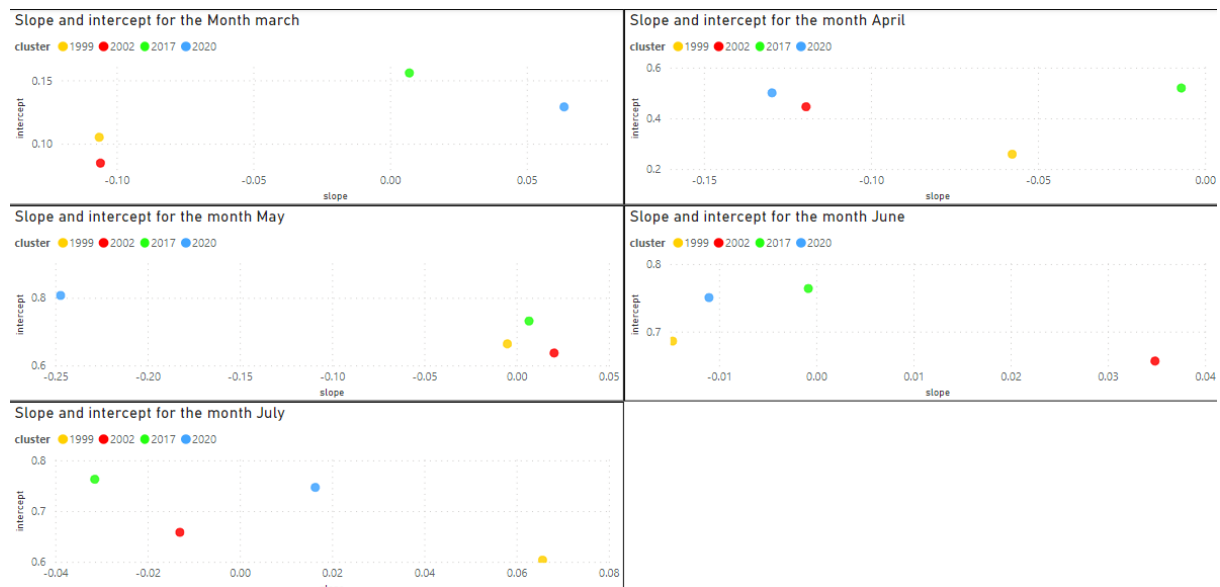 Slope and intercept for the Month march
cluster 1999 2002 2017 2020
0.15
0.10
intercept
-0.10 -0.05 0.00 0.05
slope
Slope and intercept for the month April
cluster 1999 2002 2017 2020
0.6
0.4
0.2
intercept
-0.15 -0.10 -0.05 0.00
slope
Slope and intercept for the month May
cluster 1999 2002 2017 2020
0.8
0.6
intercept
-0.25 -0.20 -0.15 -0.10 -0.05 0.00 0.05
slope
Slope and intercept for the month June
cluster 1999 2002 2017 2020
0.8
0.7
intercept
-0.01 0.00 0.01 0.02 0.03 0.04
slope
Slope and intercept for the month July
cluster 1999 2002 2017 2020
0.8
0.7
0.6
intercept
-0.04 -0.02 0.00 0.02 0.04 0.06 0.08